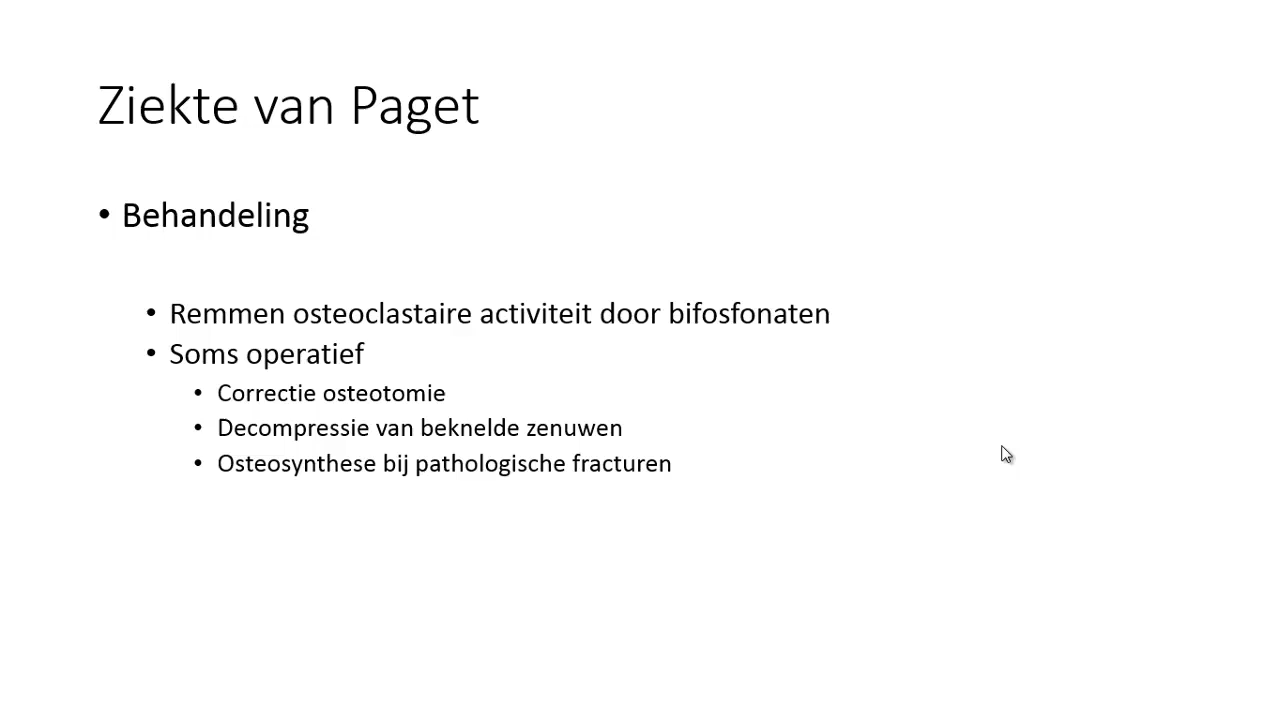 Ziekte van Paget
• Behandeling
• Remmen osteoclastaire activiteit door bifosfonaten
• Soms operatief
• Correctie osteotomie
• Decompressie van beknelde zenuwen
• Osteosynthese bij pathologische fracturen